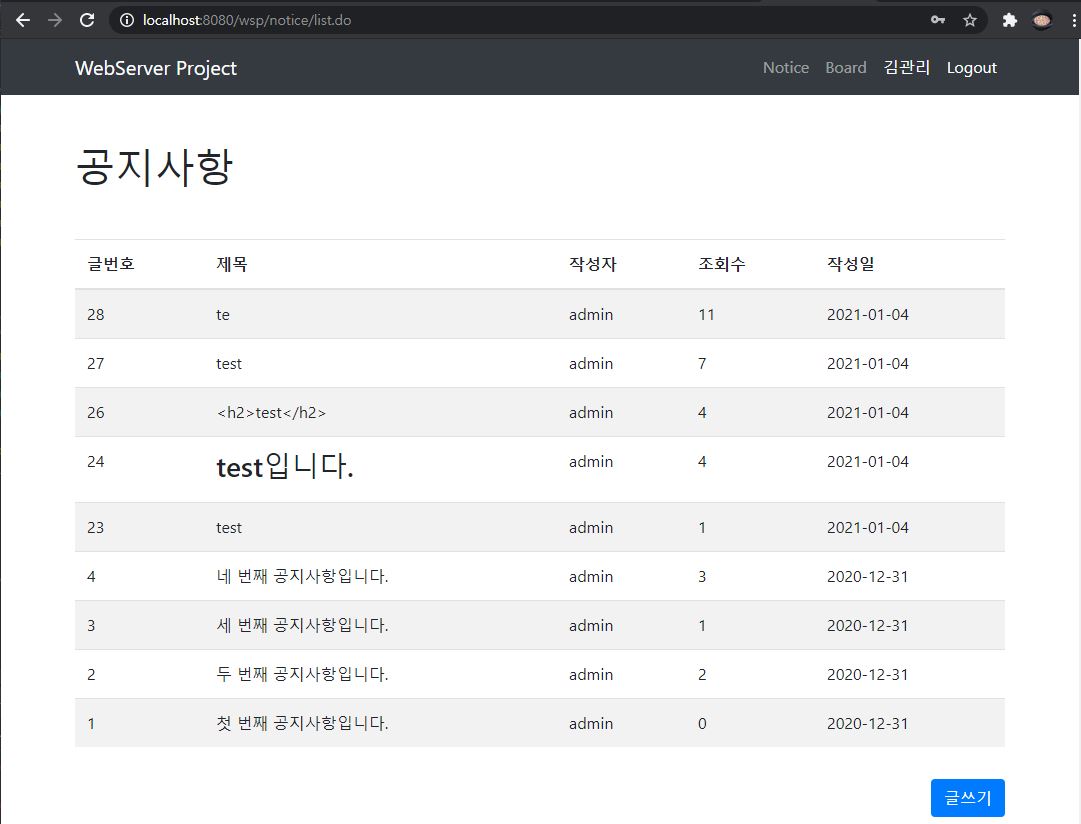 localhost:8080/wsp/notice/list.do
WebServer Project Notice Board 김관리 Logout
공지사항
글번호 제목 작성자 조회수 작성일
28 te admin 11 2021-01-04
27 test admin 7 2021-01-04
26 <h2>test</h2> admin 4 2021-01-04
24 test입니다. admin 4 2021-01-04
23 test admin 1 2021-01-04
4 네 번째 공지사항입니다. admin 3 2020-12-31
3 세 번째 공지사항입니다. admin 1 2020-12-31
2 두 번째 공지사항입니다. admin 2 2020-12-31
1 첫 번째 공지사항입니다. admin 0 2020-12-31
글쓰기